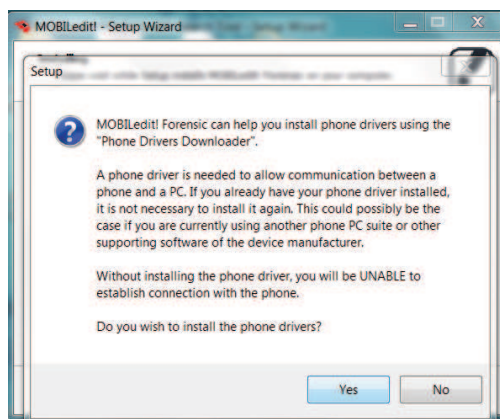 MOBILedit! - Setup Wizard
Setup
MOBILedit! Forensic can help you install phone drivers using the
"Phone Drivers Downloader".
A phone driver is needed to allow communication between a
phone and a PC. If you already have your phone driver installed,
it is not necessary to install it again. This could possibly be the
case if you are currently using another phone PC suite or other
supporting software of the device manufacturer.
Without installing the phone driver, you will be UNABLE to
establish connection with the phone.
Do you wish to install the phone drivers?
Yes
No